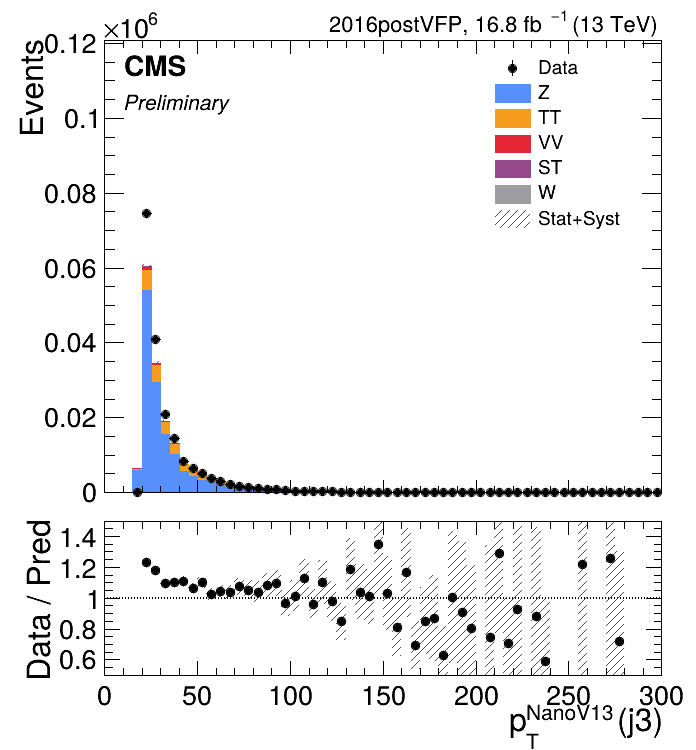 ×10^6
2016postVFP, 16.8 fb^-1 (13 TeV)
Events
CMS
Preliminary
Data
Z
TT
VV
ST
W
Stat+Syst
0.12
0.1
0.08
0.06
0.04
0.02
0
Data / Pred
1.4
1.2
1
0.8
0.6
0 50 100 150 200 250 300
p_T^NanoV13 (j3)